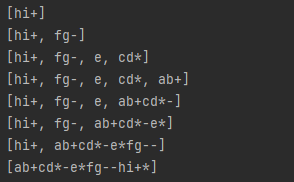 [hi+]
[hi+, fg-]
[hi+, fg-, e, cd*]
[hi+, fg-, e, cd*, ab+]
[hi+, fg-, e, ab+cd*-]
[hi+, fg-, ab+cd*-e*]
[hi+, ab+cd*-e*fg--]
[ab+cd*-e*fg--hi+*]